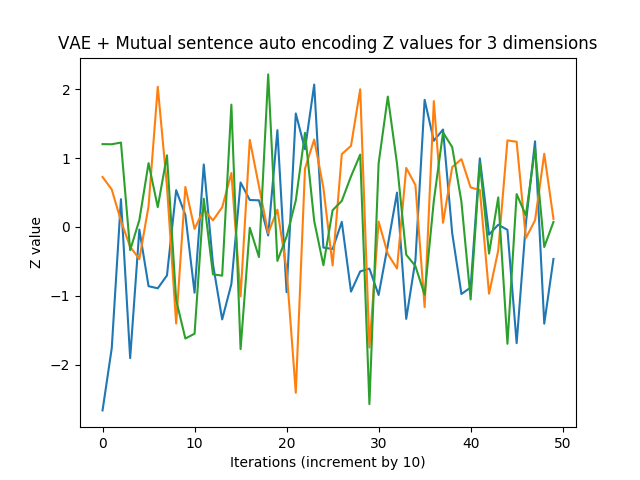 VAE + Mutual sentence auto encoding Z values for 3 dimensions
2
1
0
−1
−2
Z value
0 10 20 30 40 50
Iterations (increment by 10)